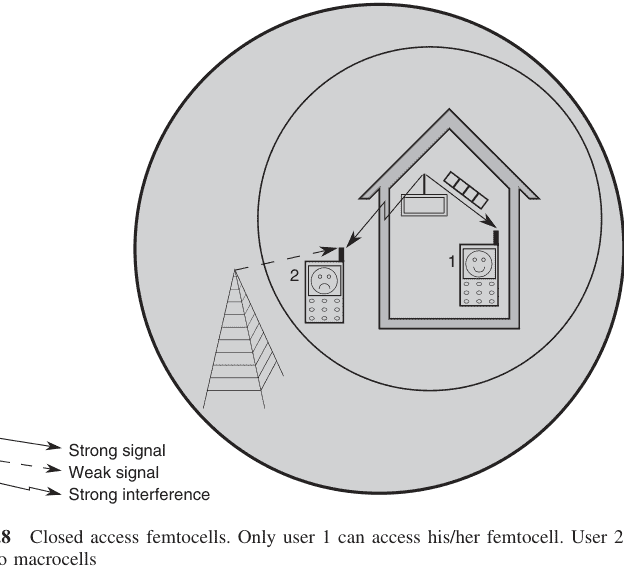 2
1
Strong signal
Weak signal
Strong interference
.8 Closed access femtocells. Only user 1 can access his/her femtocell. User 2
o macrocells